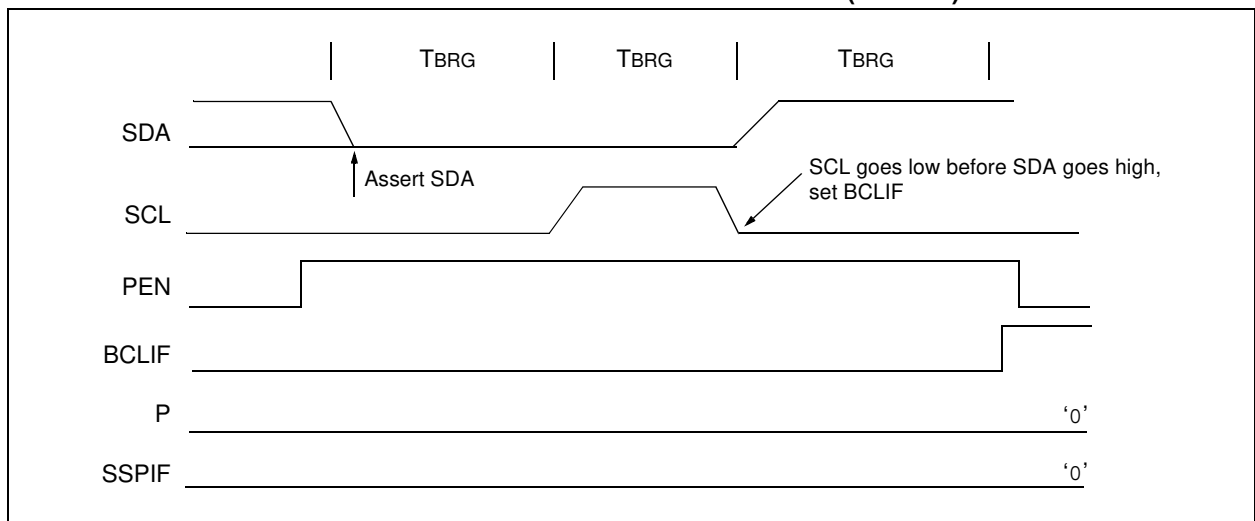 TBRG TBRG TBRG
SDA
Assert SDA
SCL goes low before SDA goes high,
set BCLIF
SCL
PEN
BCLIF
P
'0'
SSPIF
'0'